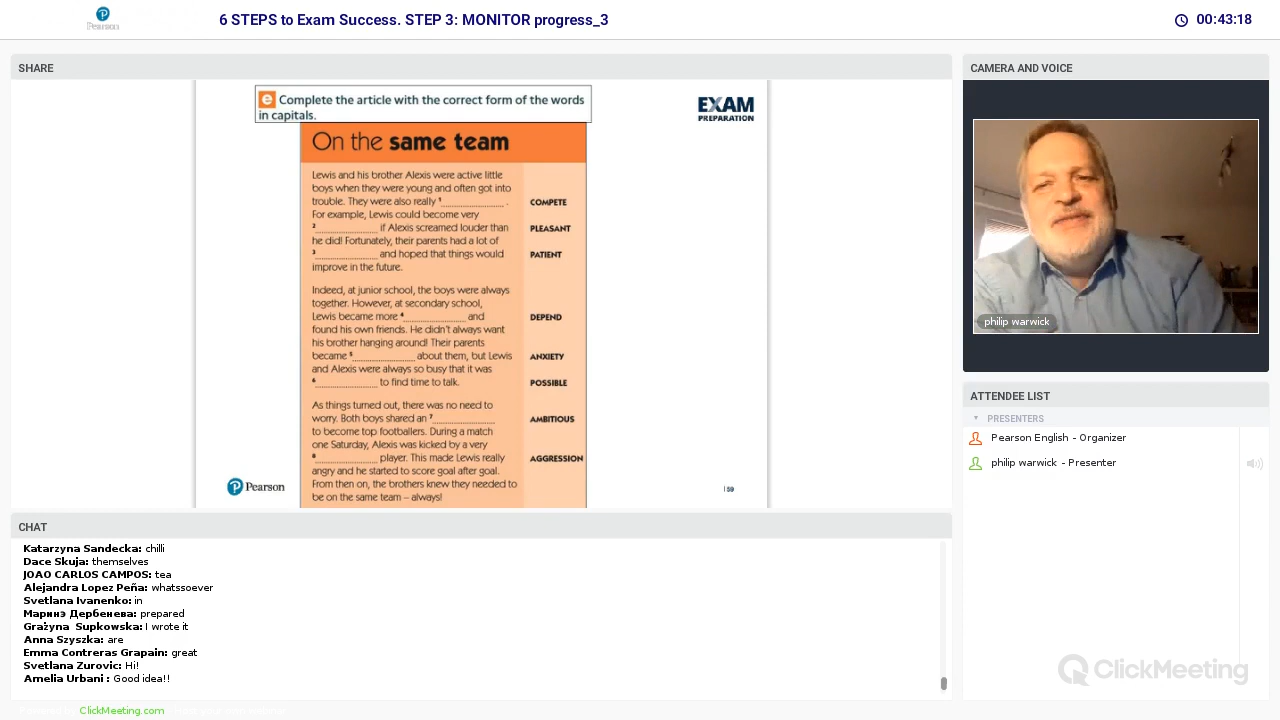 Pearson
6 STEPS to Exam Success. STEP 3: MONITOR progress_3
00:43:18
SHARE
e Complete the article with the correct form of the words
in capitals.
EXAM
PREPARATION
On the same team
Lewis and his brother Alexis were active little
boys when they were young and often got into
trouble. They were also really 1____________ .
COMPETE
For example, Lewis could become very
2____________ if Alexis screamed louder than
PLEASANT
he did! Fortunately, their parents had a lot of
3____________ and hoped that things would
PATIENT
improve in the future.
Indeed, at junior school, the boys were always
together. However, at secondary school,
Lewis became more 4____________ and
DEPEND
found his own friends. He didn't always want
his brother hanging around! Their parents
became 5____________ about them, but Lewis
ANXIETY
and Alexis were always so busy that it was
6____________ to find time to talk.
POSSIBLE
As things turned out, there was no need to
worry. Both boys shared an 7____________
AMBITIOUS
to become top footballers. During a match
one Saturday, Alexis was kicked by a very
8____________ player. This made Lewis really
AGGRESSION
angry and he started to score goal after goal.
From then on, the brothers knew they needed to
be on the same team – always!
Pearson
59
CAMERA AND VOICE
philip warwick
ATTENDEE LIST
PRESENTERS
Pearson English - Organizer
philip warwick - Presenter
CHAT
Katarzyna Sandecka: chilli
Dace Skuja: themselves
JOAO CARLOS CAMPOS: tea
Alejandra Lopez Peña: whatssoever
Svetlana Ivanenko: in
Маринэ Дербенева: prepared
Grażyna Supkowska: I wrote it
Anna Szyszka: are
Emma Contreras Grapain: great
Svetlana Zurovic: Hi!
Amelia Urbani : Good idea!!
ClickMeeting
ClickMeeting.com